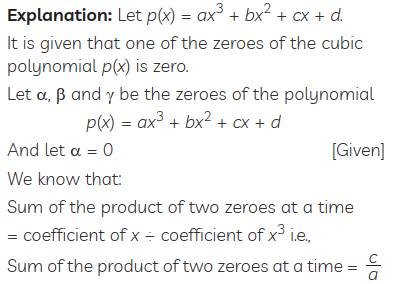 Explanation: Let p(x) = ax³ + bx² + cx + d.
It is given that one of the zeroes of the cubic
polynomial p(x) is zero.
Let α, β and γ be the zeroes of the polynomial
p(x) = ax³ + bx² + cx + d
And let α = 0 [Given]
We know that:
Sum of the product of two zeroes at a time
= coefficient of x ÷ coefficient of x³ i.e.,
Sum of the product of two zeroes at a time = c/a